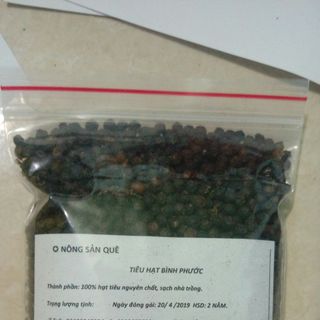 NÔNG SẢN QUÊ
TIÊU HẠT BÌNH PHƯỚC
Thành phần: 100% hạt tiêu nguyên chất, sạch nhà trồng.
Trọng lượng tịnh: Ngày đóng gói: 20/ 4 /2019 HSD: 2 NĂM.